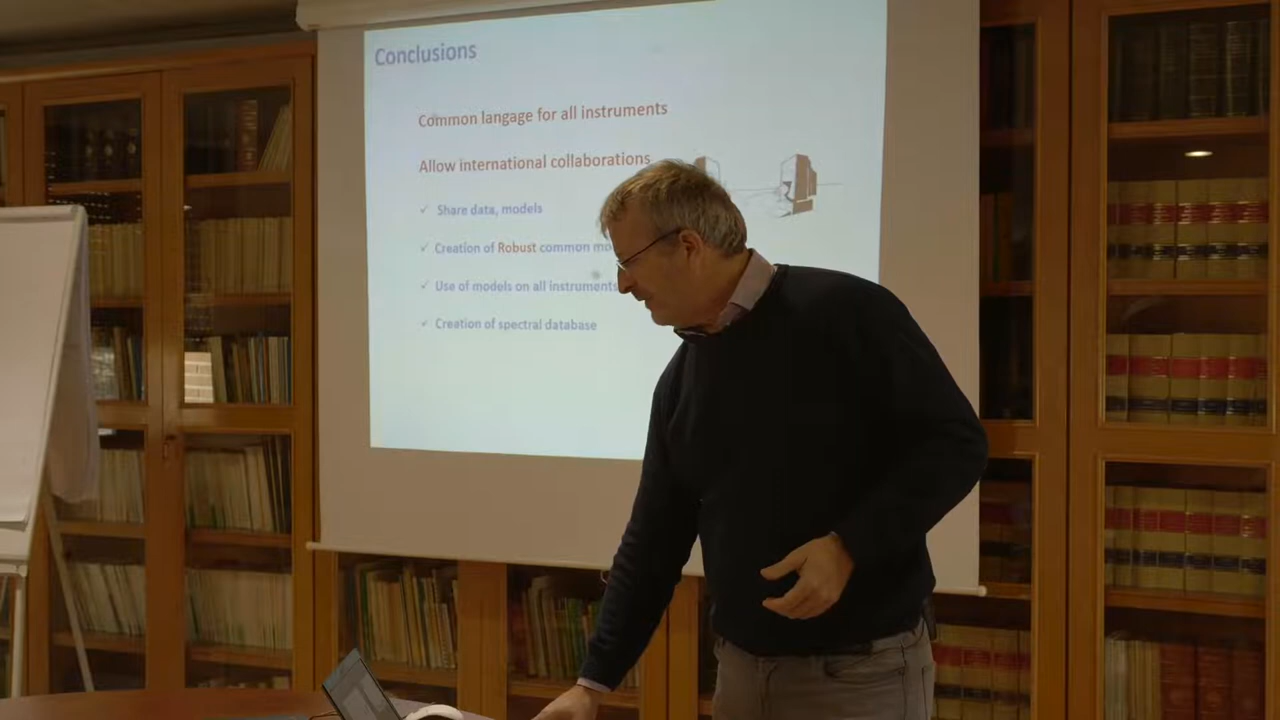 Conclusions
Common langage for all instruments
Allow international collaborations
✓ Share data, models
✓ Creation of Robust common
✓ Use of models on all instruments
✓ Creation of spectral database